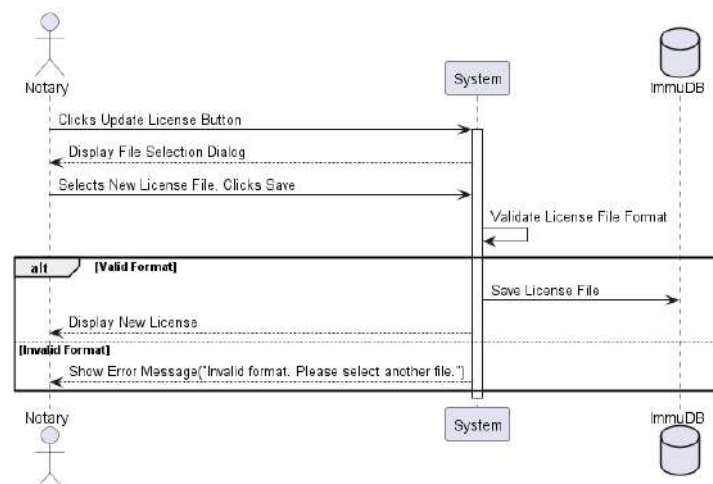 Notary
System
ImmuDB
Clicks Update License Button
Display File Selection Dialog
Selects New License File, Clicks Save
Validate License File Format
alt [Valid Format]
Save License File
Display New License
[Invalid Format]
Show Error Message("Invalid format. Please select another file.")
Notary
System
ImmuDB